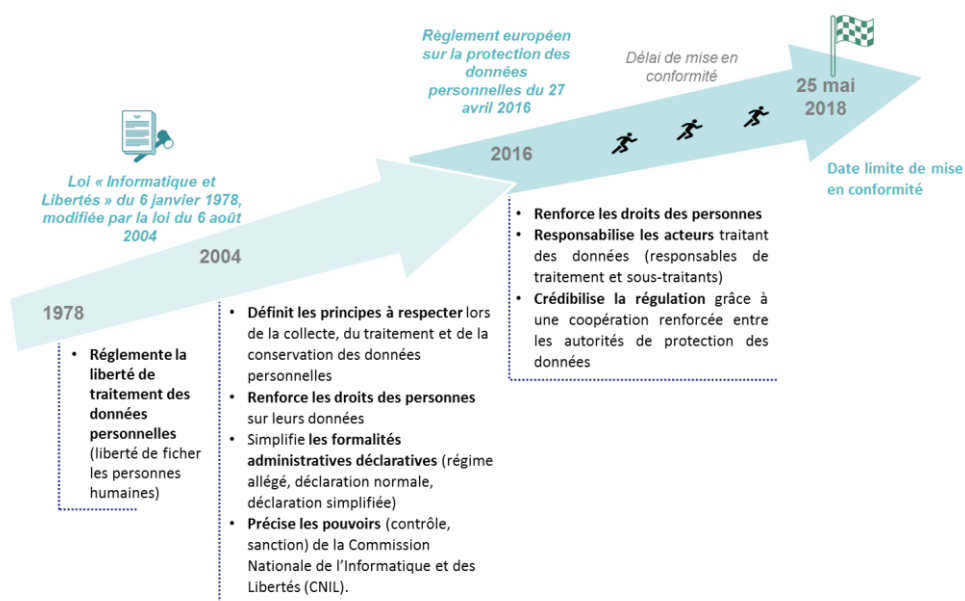 Règlement européen
sur la protection des
données
personnelles du 27
avril 2016
Délai de mise en
conformité
25 mai
2018
2016
Date limite de mise
en conformité
Loi « Informatique et
Libertés » du 6 janvier 1978,
modifiée par la loi du 6 août
2004
2004
1978
• Réglemente la
liberté de
traitement des
données
personnelles
(liberté de ficher
les personnes
humaines)
• Définit les principes à respecter lors
de la collecte, du traitement et de la
conservation des données
personnelles
• Renforce les droits des personnes
sur leurs données
• Simplifie les formalités
administratives déclaratives (régime
allégé, déclaration normale,
déclaration simplifiée)
• Précise les pouvoirs (contrôle,
sanction) de la Commission
Nationale de l’Informatique et des
Libertés (CNIL).
• Renforce les droits des personnes
• Responsabilise les acteurs traitant
des données (responsables de
traitement et sous-traitants)
• Crédibilise la régulation grâce à
une coopération renforcée entre
les autorités de protection des
données